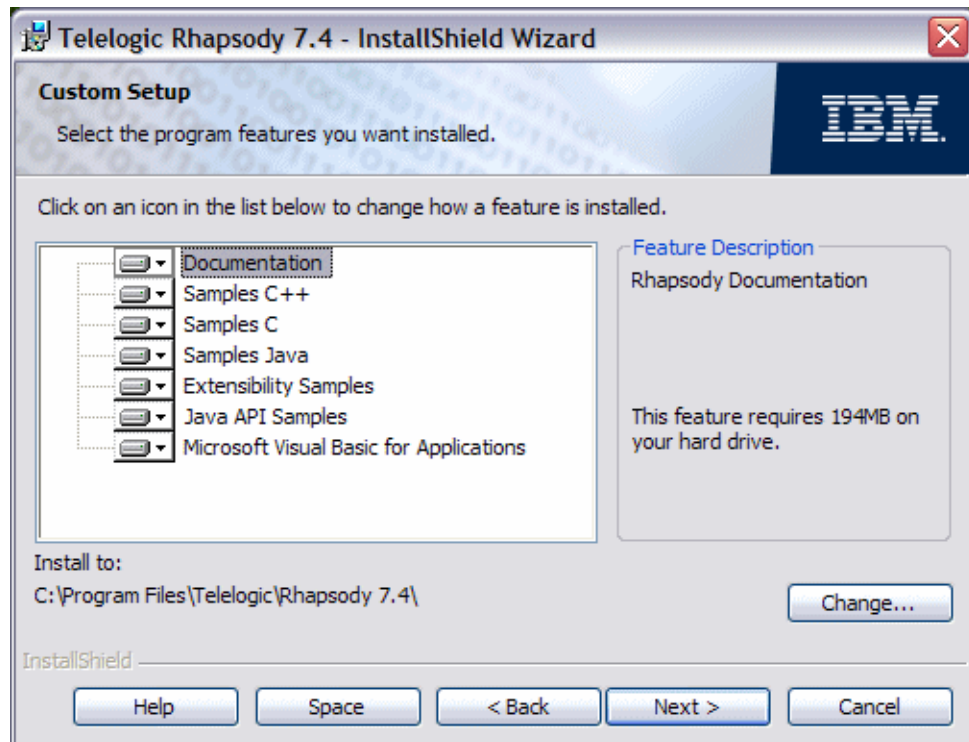 Telelogic Rhapsody 7.4 - InstallShield Wizard
Custom Setup
Select the program features you want installed.
IBM.
Click on an icon in the list below to change how a feature is installed.
Documentation
Samples C++
Samples C
Samples Java
Extensibility Samples
Java API Samples
Microsoft Visual Basic for Applications
Feature Description
Rhapsody Documentation
This feature requires 194MB on
your hard drive.
Install to:
C:\Program Files\Telelogic\Rhapsody 7.4\
Change...
InstallShield
Help
Space
< Back
Next >
Cancel